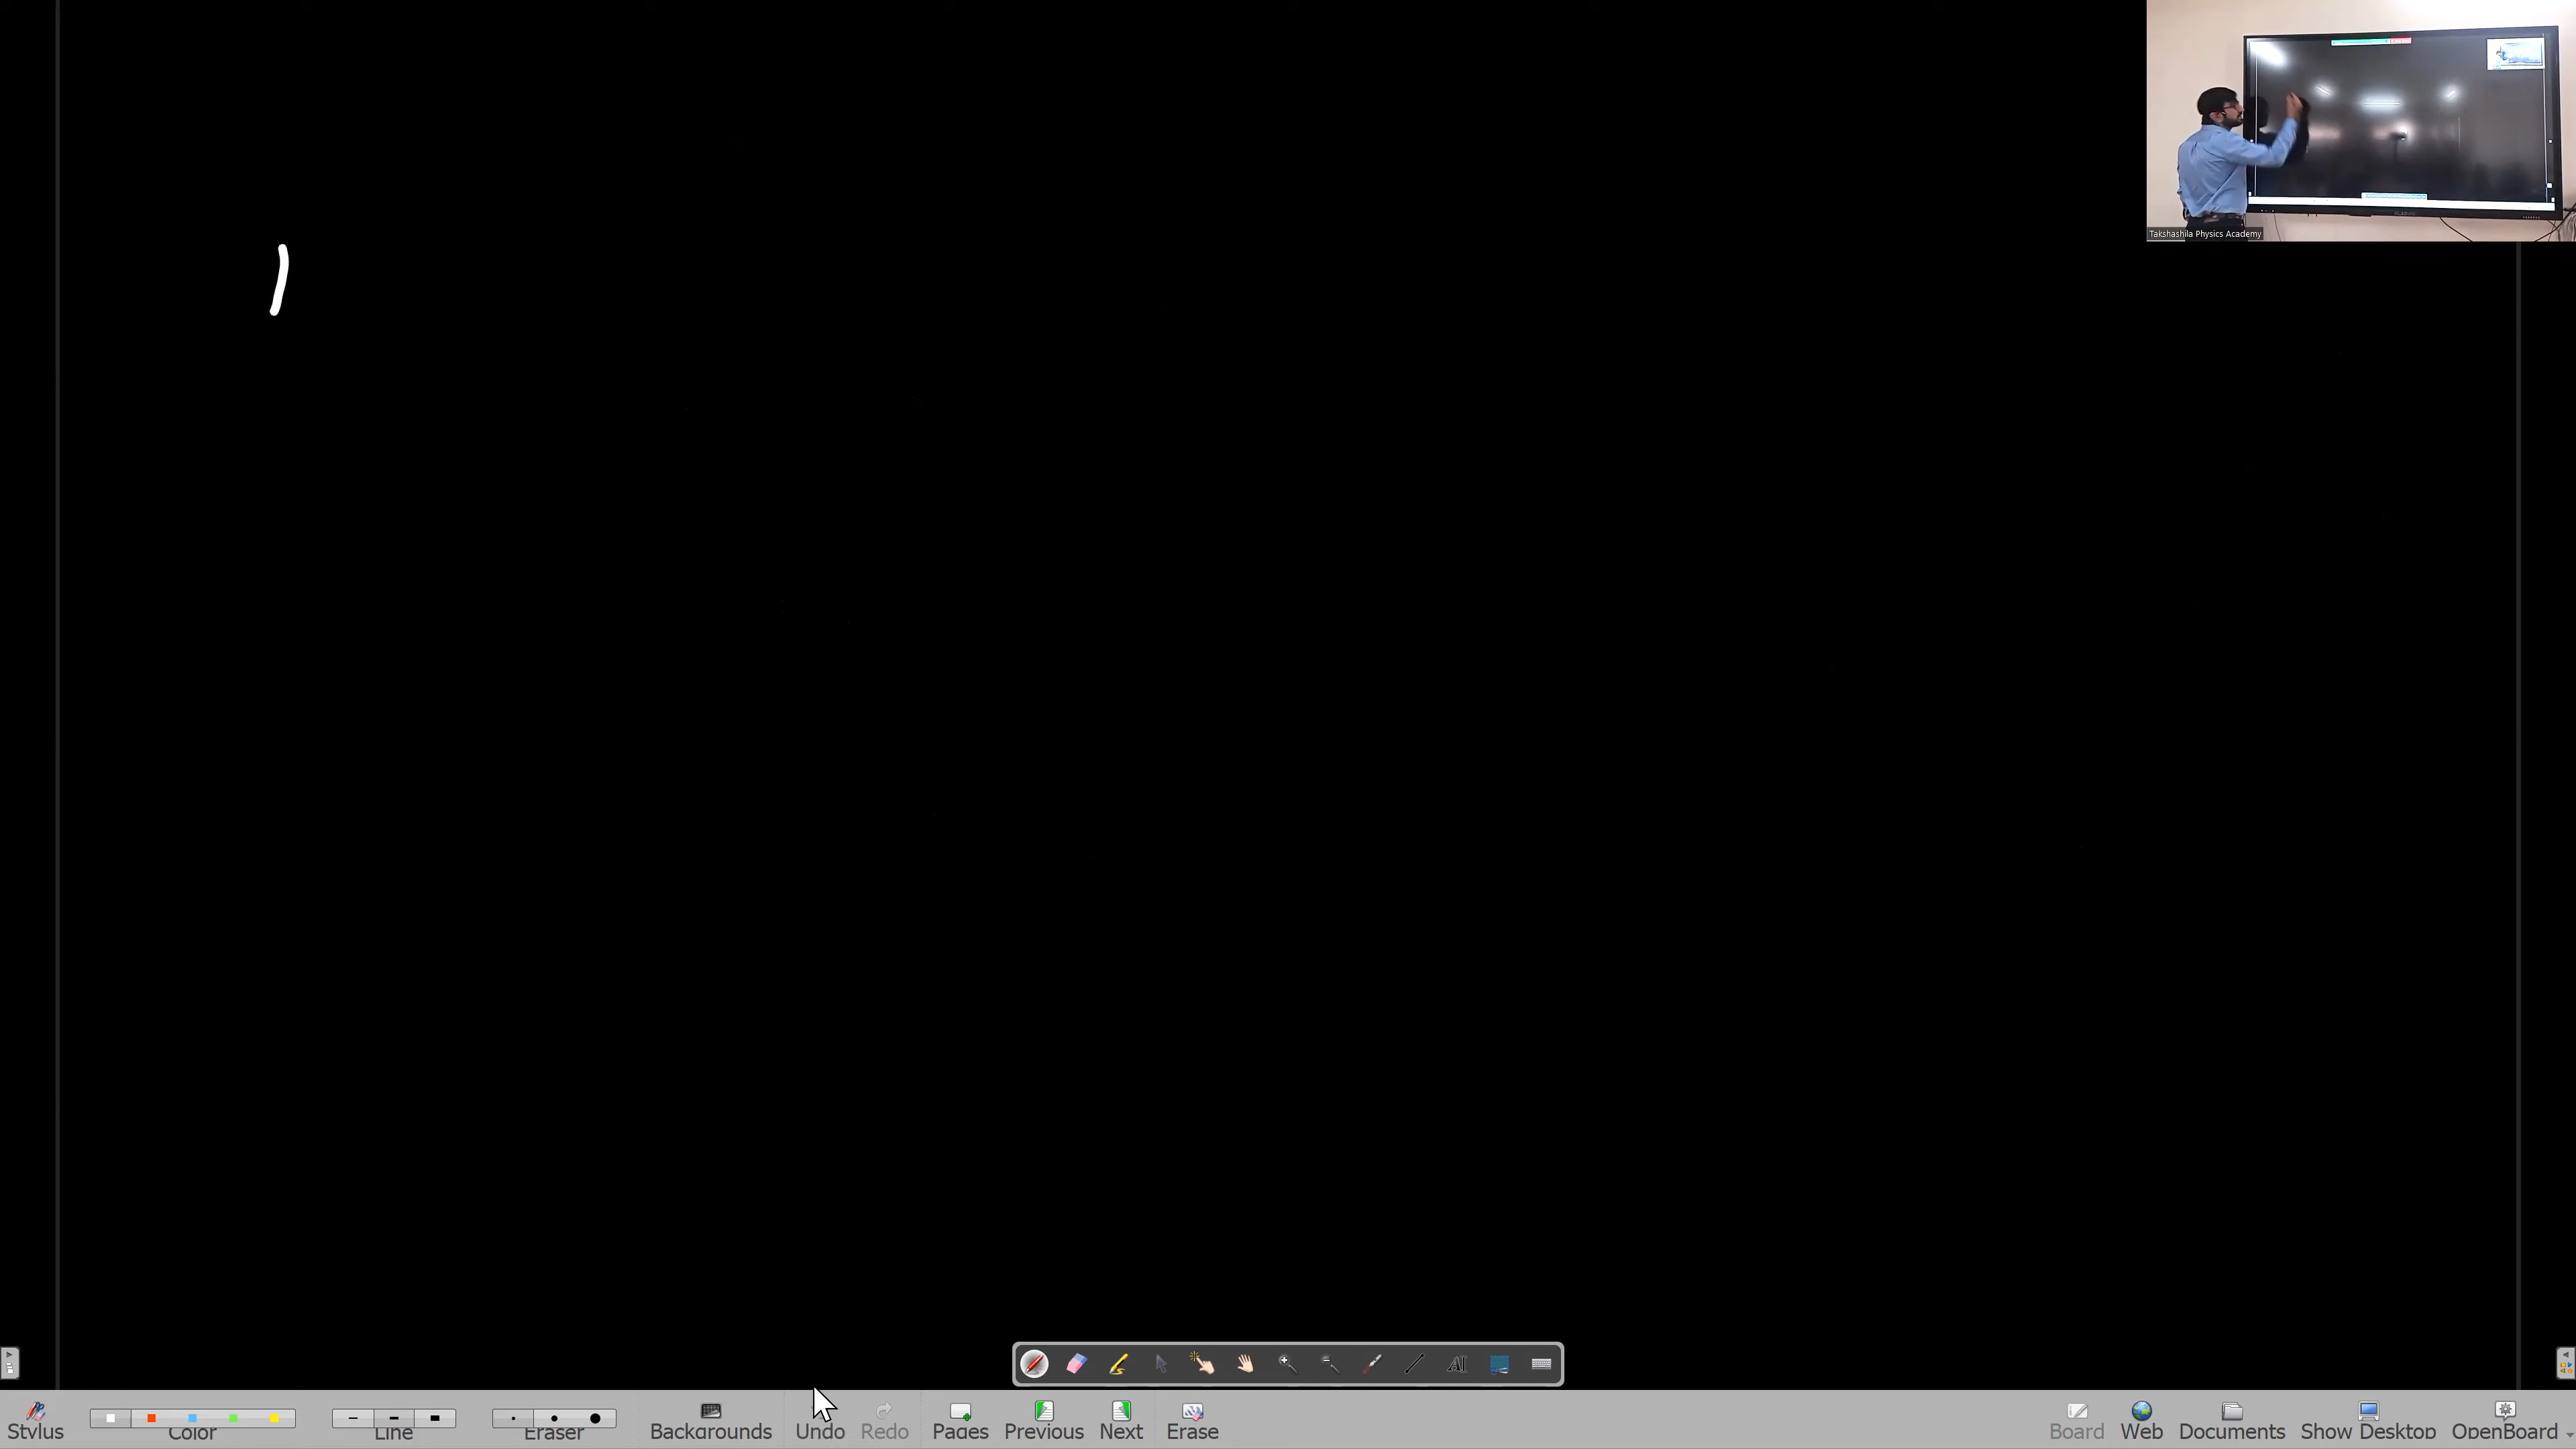 Takshashila Physics Academy
Stylus
Color
Line
Eraser
Backgrounds
Undo
Redo
Pages
Previous
Next
Erase
Board
Web
Documents
Show Desktop
OpenBoard